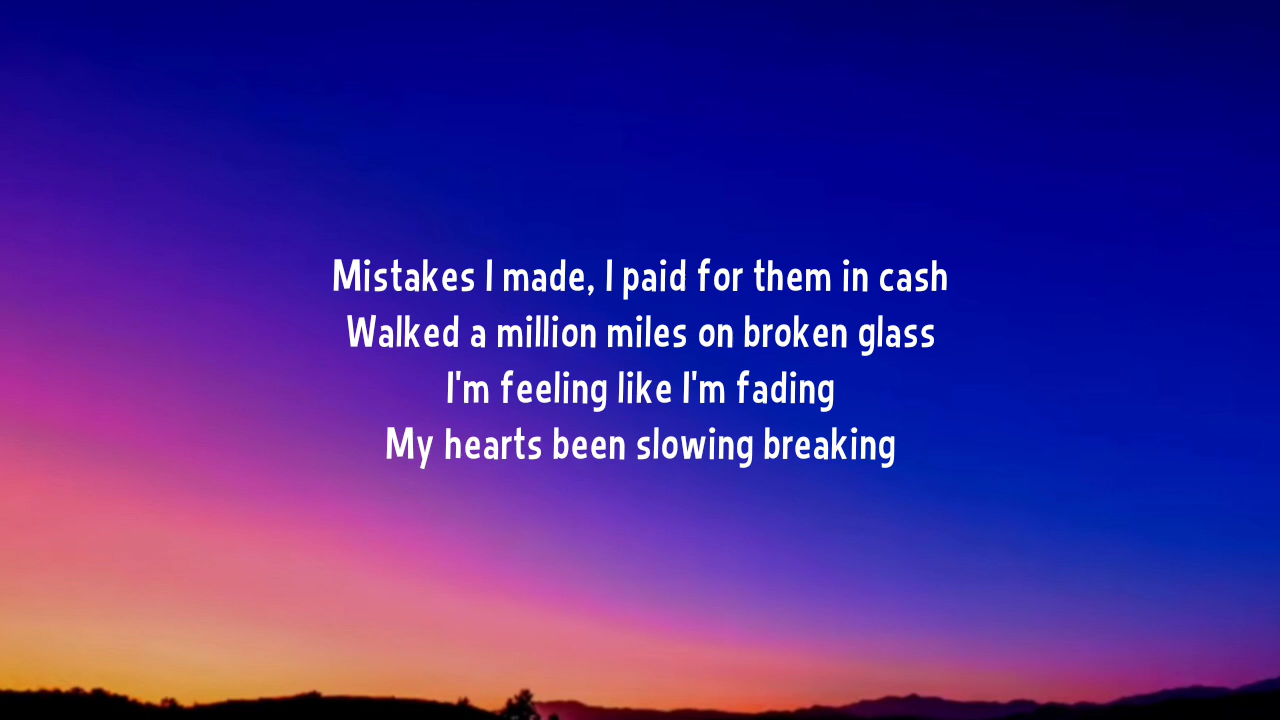 Mistakes I made, I paid for them in cash
Walked a million miles on broken glass
I'm feeling like I'm fading
My hearts been slowing breaking